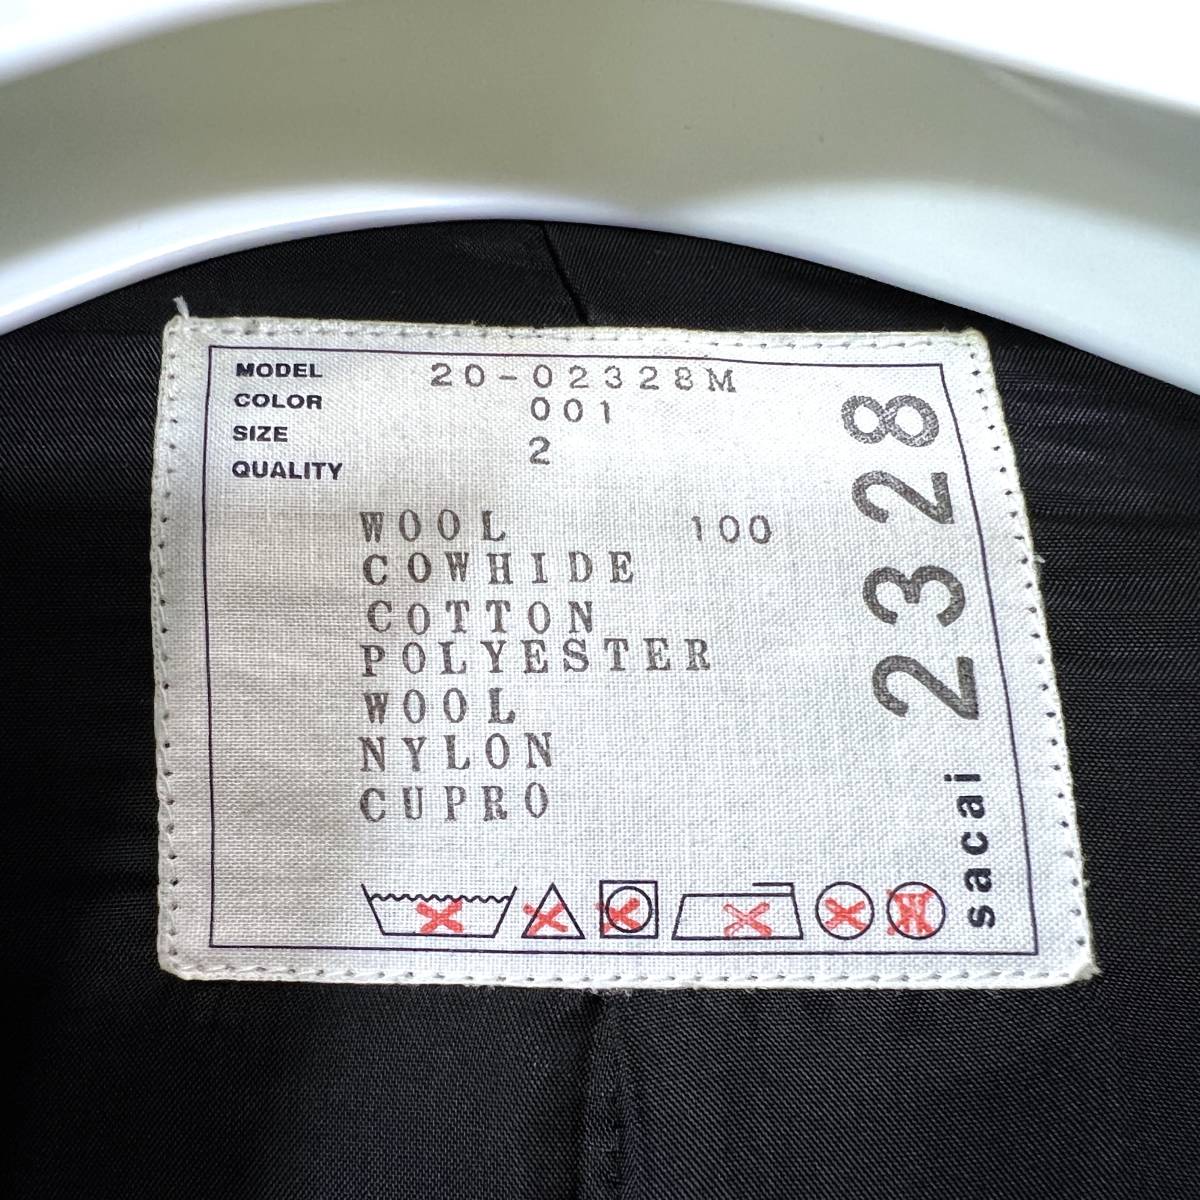 MODEL 20-02328M
COLOR 001
SIZE 2
QUALITY
WOOL 100
COWHIDE
COTTON
POLYESTER
WOOL
NYLON
CUPRO
sacai 2328